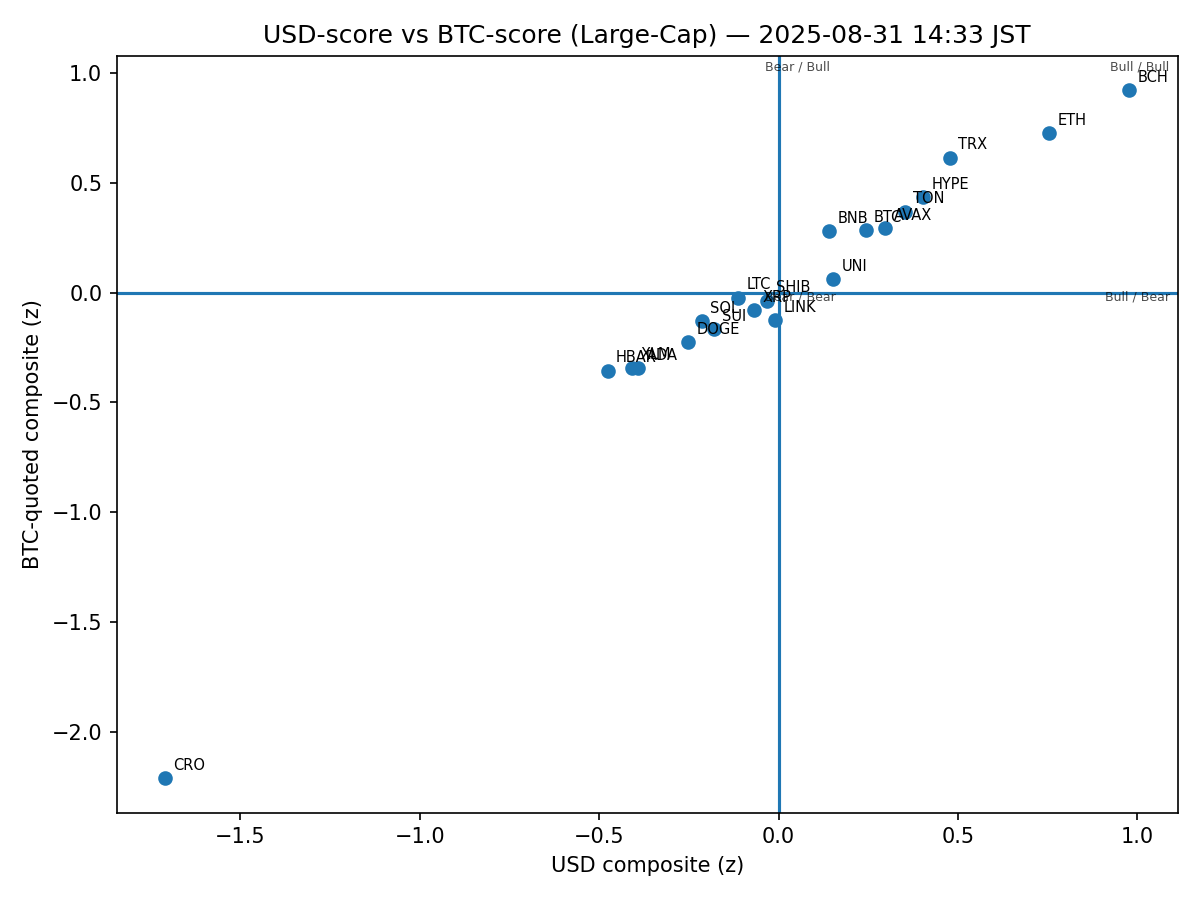 USD-score vs BTC-score (Large-Cap) — 2025-08-31 14:33 JST
Bear / Bull
Bull / Bull
BCH
ETH
TRX
HYPE
TON
BNB
BTC
AVAX
UNI
LTC
SHIB
XRP
Bear / Bear
Bull / Bear
LINK
SOL
SUI
DOGE
HBAR
XLM
ADA
CRO
1.0
0.5
0.0
−0.5
−1.0
−1.5
−2.0
BTC-quoted composite (z)
−1.5
−1.0
−0.5
0.0
0.5
1.0
USD composite (z)